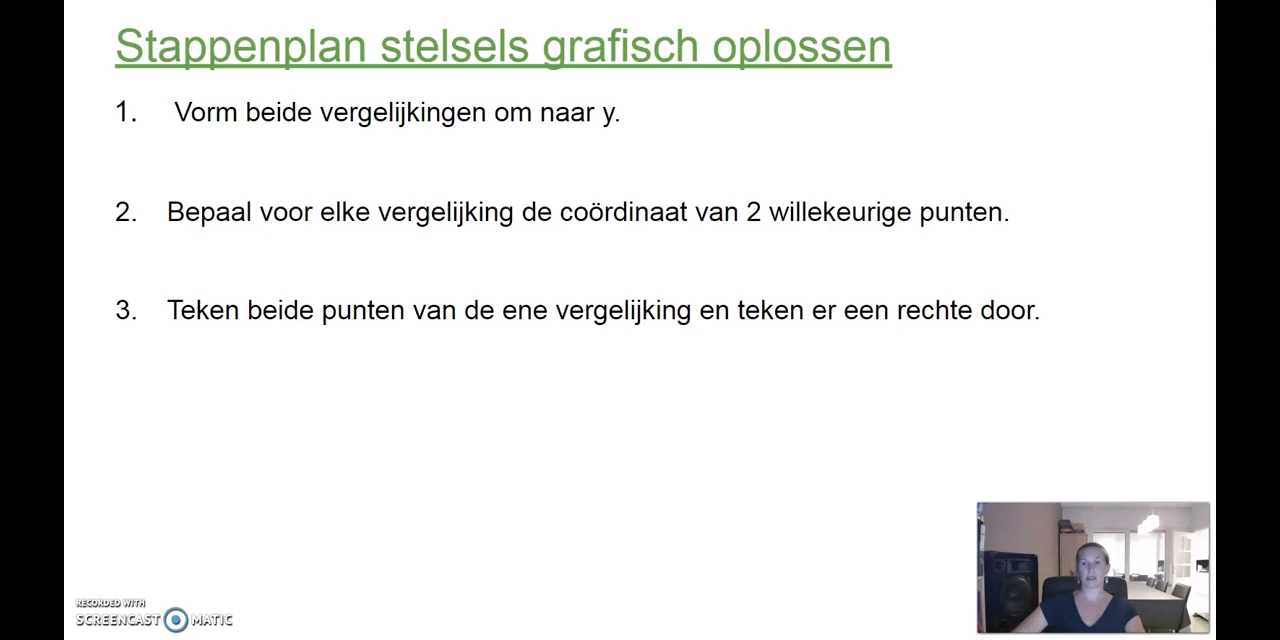 Stappenplan stelsels grafisch oplossen
1. Vorm beide vergelijkingen om naar y.
2. Bepaal voor elke vergelijking de coördinaat van 2 willekeurige punten.
3. Teken beide punten van de ene vergelijking en teken er een rechte door.
RECORDED WITH
SCREENCAST MATIC